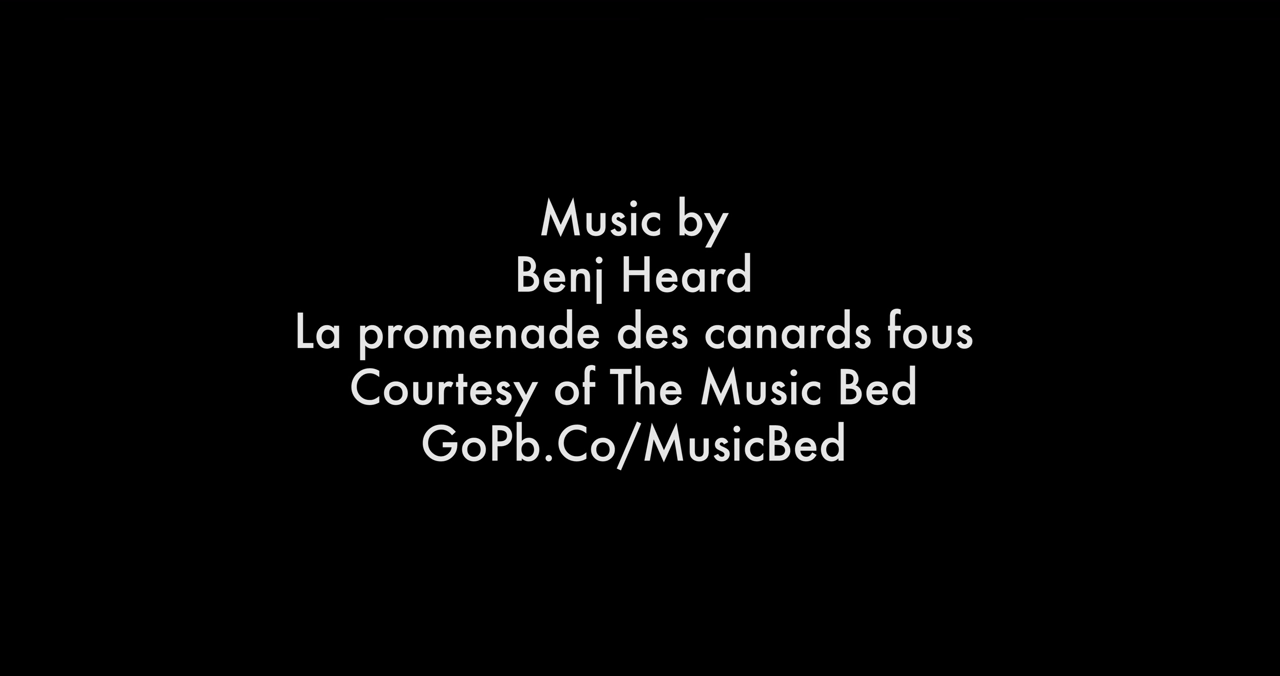 Music by
Benj Heard
La promenade des canards fous
Courtesy of The Music Bed
GoPb.Co/MusicBed